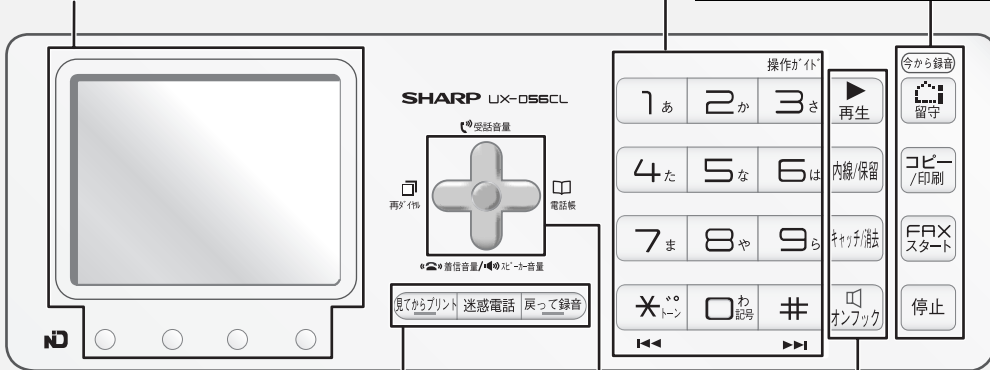 操作ガイド
今から録音
SHARP UX-D56CL
受話音量
再ダイヤル
電話帳
着信音量/スピーカー音量
見てからプリント 迷惑電話 戻って録音
1 あ 2 か 3 さ
4 た 5 な 6 は
7 ま 8 や 9 ら
＊ ゛゜ トーン 0 わ 記号 #
再生
内線/保留
キャッチ/消去
オンフック
留守
コピー
/印刷
FAX
スタート
停止
ND